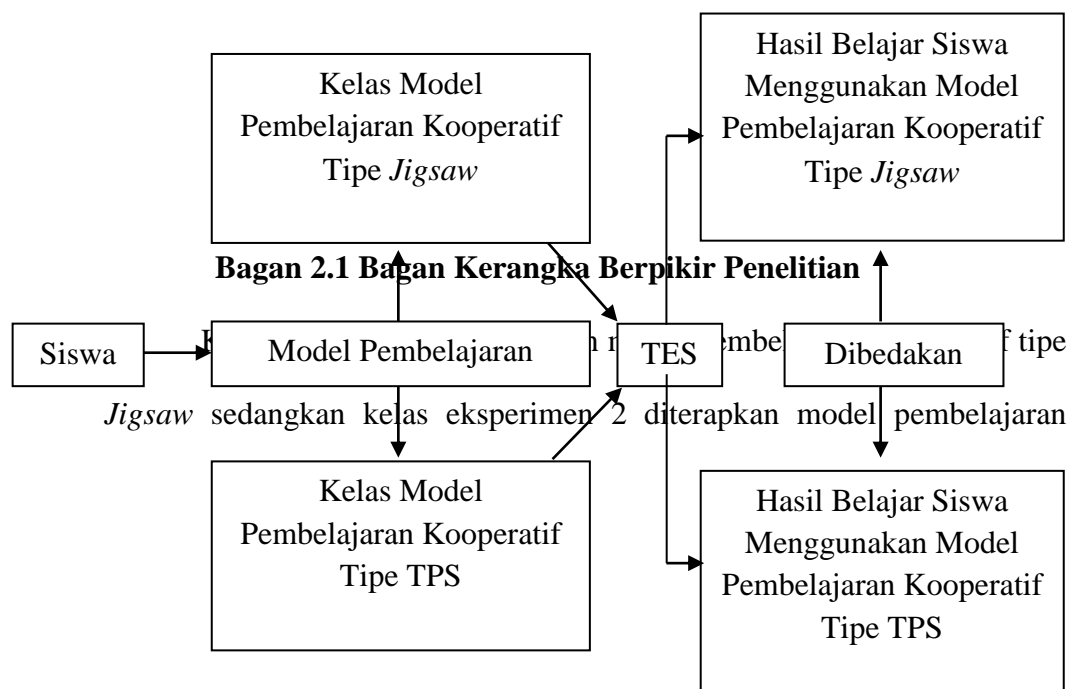 Hasil Belajar Siswa
Menggunakan Model
Pembelajaran Kooperatif
Tipe Jigsaw
Kelas Model
Pembelajaran Kooperatif
Tipe Jigsaw
Bagan 2.1 Bagan Kerangka Berpikir Penelitian
Siswa
Model Pembelajaran
TES
Dibedakan
tipe
Jigsaw sedangkan kelas eksperimen 2 diterapkan model pembelajaran
Kelas Model
Pembelajaran Kooperatif
Tipe TPS
Hasil Belajar Siswa
Menggunakan Model
Pembelajaran Kooperatif
Tipe TPS